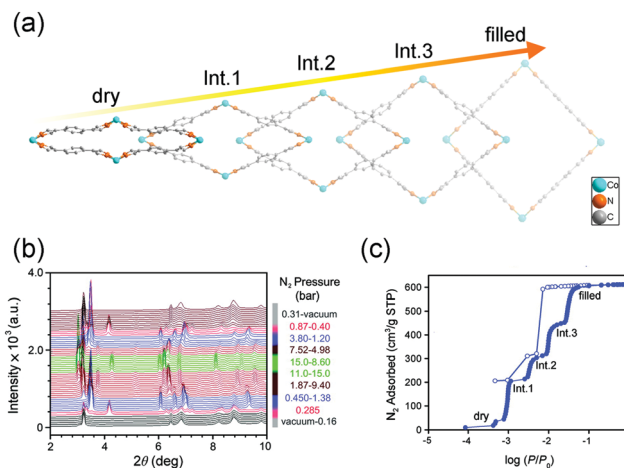 (a)
filled
Int.3
Int.2
Int.1
dry
Co
N
C
(b)
Intensity × 10³ (a.u.)
4.0
2.0
0
2 4 6 8 10
2θ (deg)
N₂ Pressure
(bar)
0.31-vacuum
0.87-0.40
3.80-1.20
7.52-4.98
15.0-8.60
11.0-15.0
1.87-9.40
0.450-1.38
0.285
vacuum-0.16
(c)
N₂ Adsorbed (cm³/g STP)
800
600
400
200
0
filled
Int.3
Int.2
Int.1
dry
-5 -4 -3 -2 -1 0
log (P/P₀)